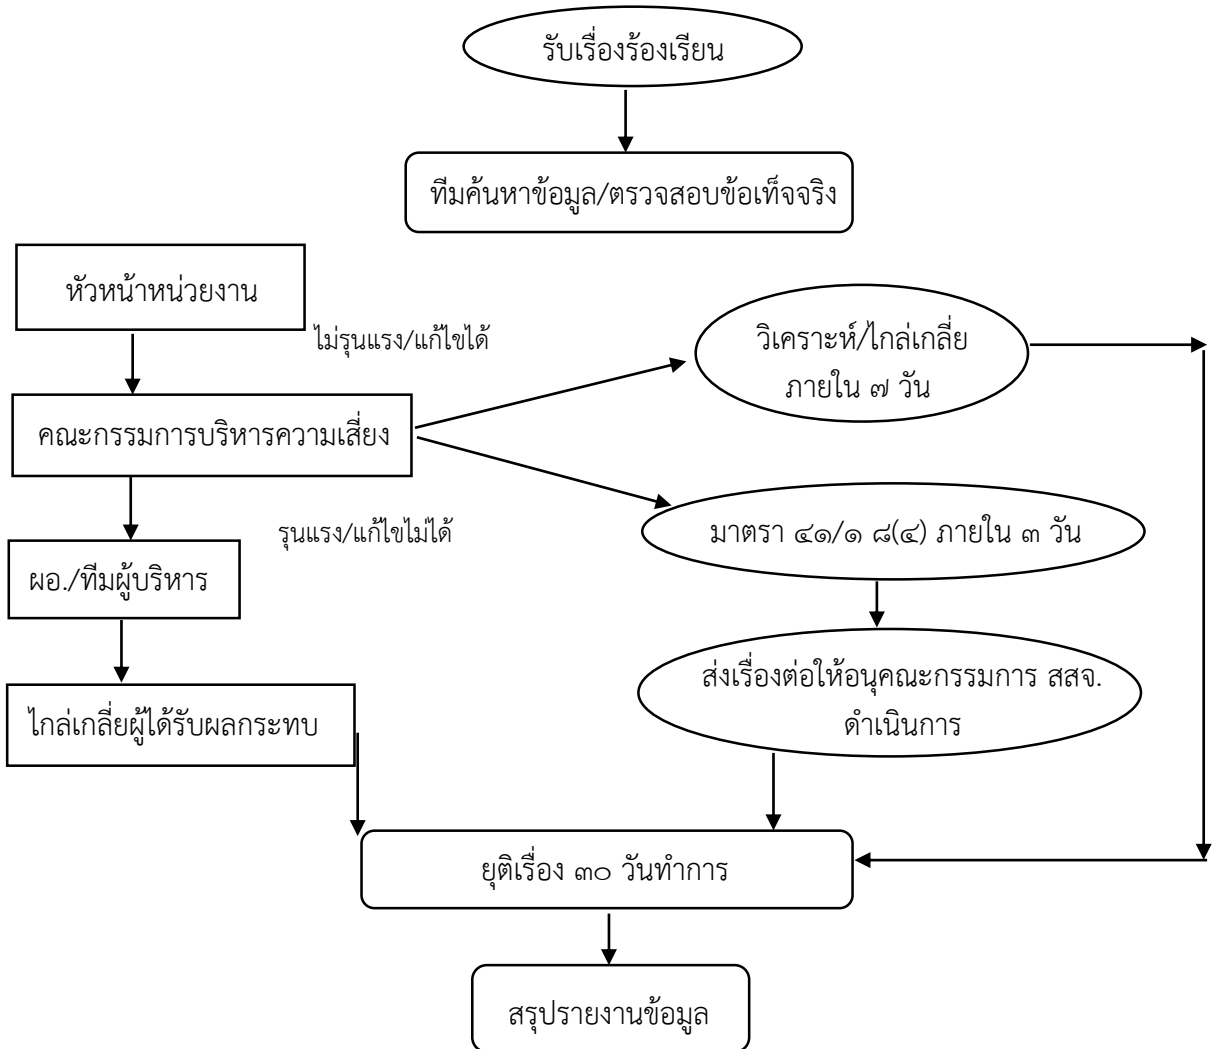 รับเรื่องร้องเรียน
ทีมค้นหาข้อมูล/ตรวจสอบข้อเท็จจริง
หัวหน้าหน่วยงาน
ไม่รุนแรง/แก้ไขได้
วิเคราะห์/ไกล่เกลี่ย
ภายใน ๗ วัน
คณะกรรมการบริหารความเสี่ยง
รุนแรง/แก้ไขไม่ได้
มาตรา ๔๑/๑ ๘(๔) ภายใน ๓ วัน
ผอ./ทีมผู้บริหาร
ส่งเรื่องต่อให้อนุคณะกรรมการ สสจ.
ดำเนินการ
ไกล่เกลี่ยผู้ได้รับผลกระทบ
ยุติเรื่อง ๓๐ วันทำการ
สรุปรายงานข้อมูล